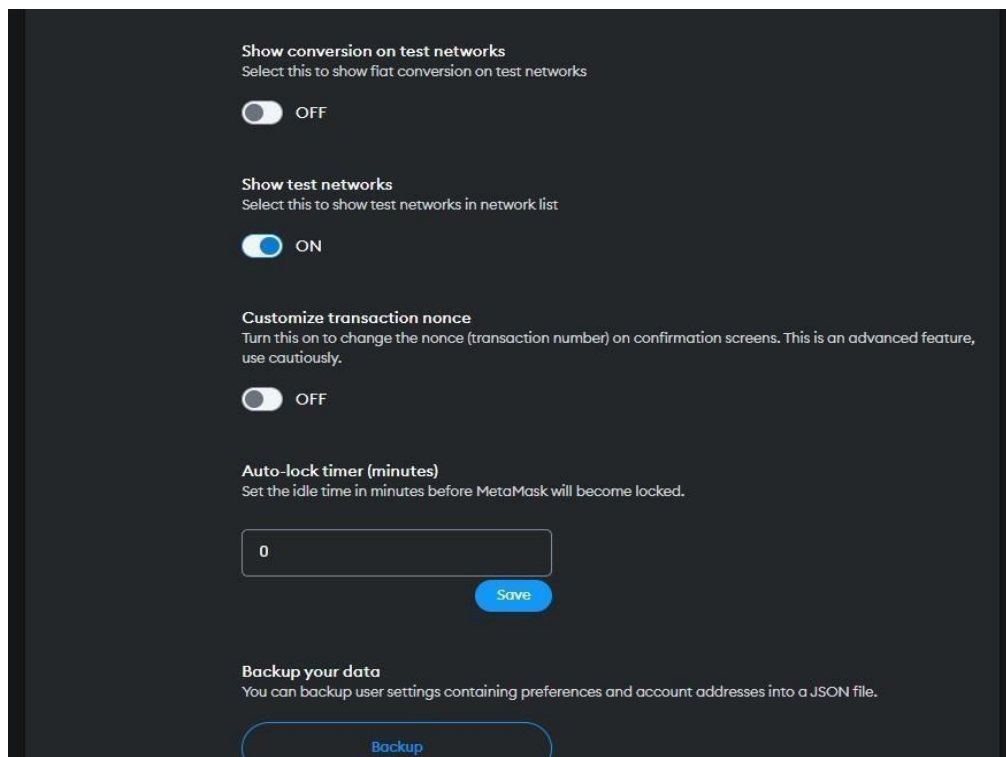 Show conversion on test networks
Select this to show fiat conversion on test networks
OFF
Show test networks
Select this to show test networks in network list
ON
Customize transaction nonce
Turn this on to change the nonce (transaction number) on confirmation screens. This is an advanced feature,
use cautiously.
OFF
Auto-lock timer (minutes)
Set the idle time in minutes before MetaMask will become locked.
0
Save
Backup your data
You can backup user settings containing preferences and account addresses into a JSON file.
Backup